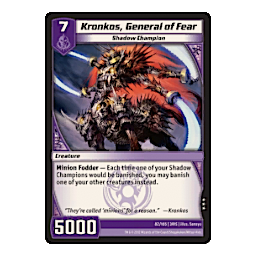 7
Kronkos, General of Fear
Shadow Champion
Creature
Minion Fodder — Each time one of your Shadow
Champions would be banished, you may banish
one of your other creatures instead.
"They're called 'minions' for a reason." —Kronkos
5000